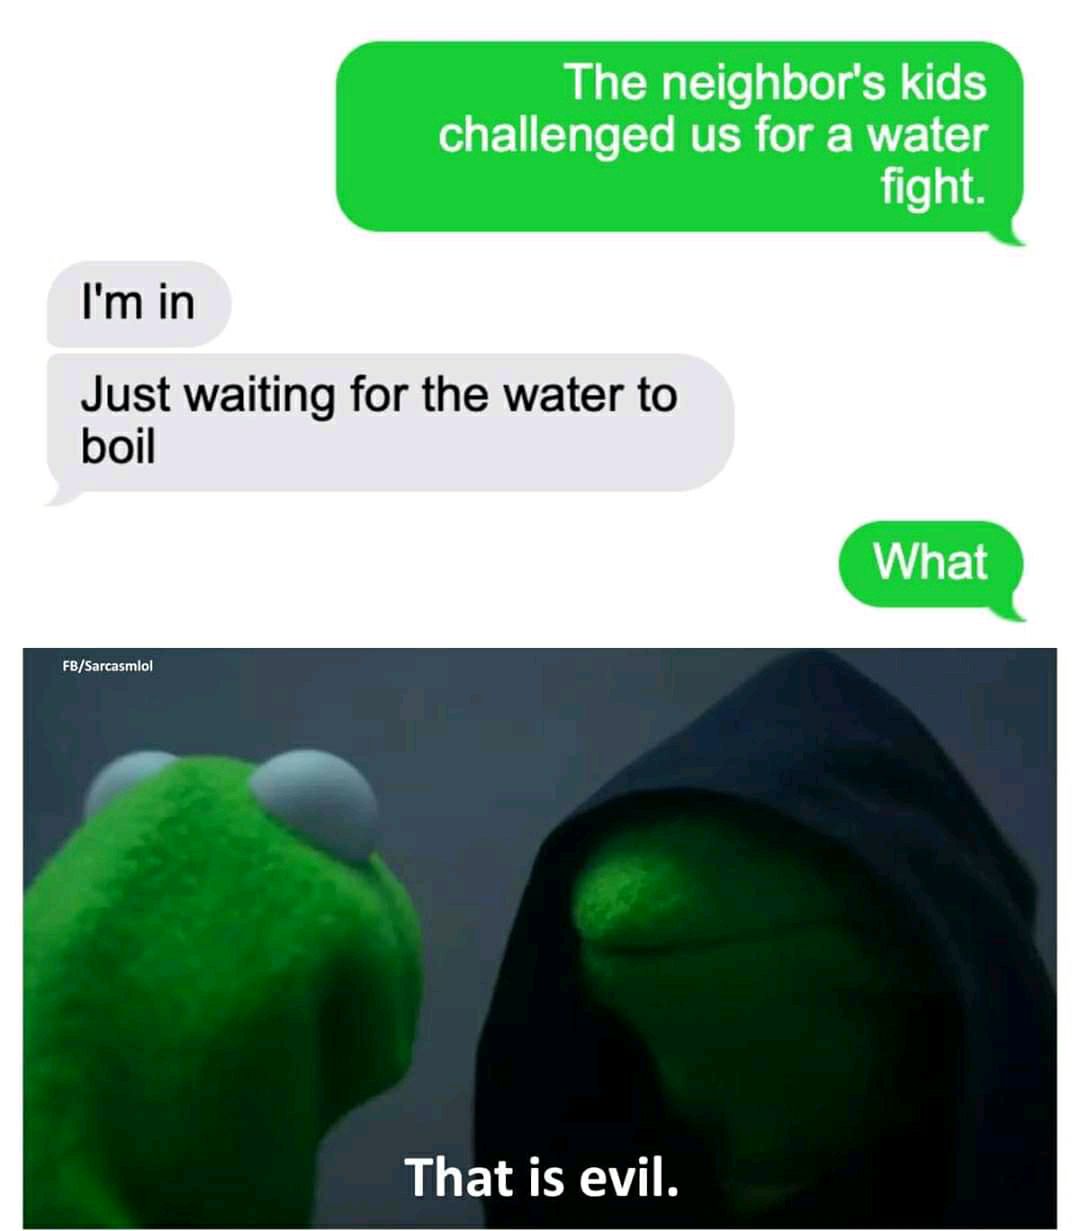 The neighbor's kids
challenged us for a water
fight.
I'm in
Just waiting for the water to
boil
What
FB/Sarcasmlol
That is evil.